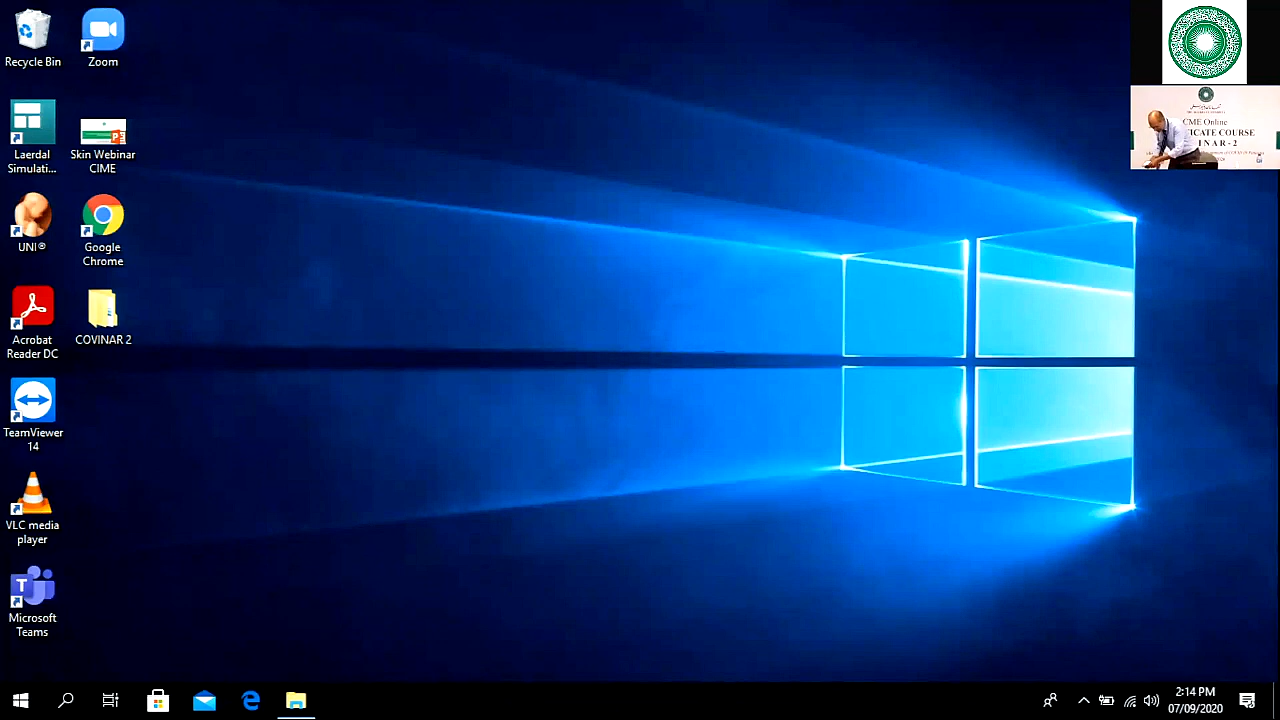 Recycle Bin
Zoom
Laerdal
Simulati...
Skin Webinar
CIME
UNI®
Google
Chrome
Acrobat
Reader DC
COVINAR 2
TeamViewer
14
VLC media
player
Microsoft
Teams
CME Online
ICATE COURSE
INAR-2
2:14 PM
07/09/2020